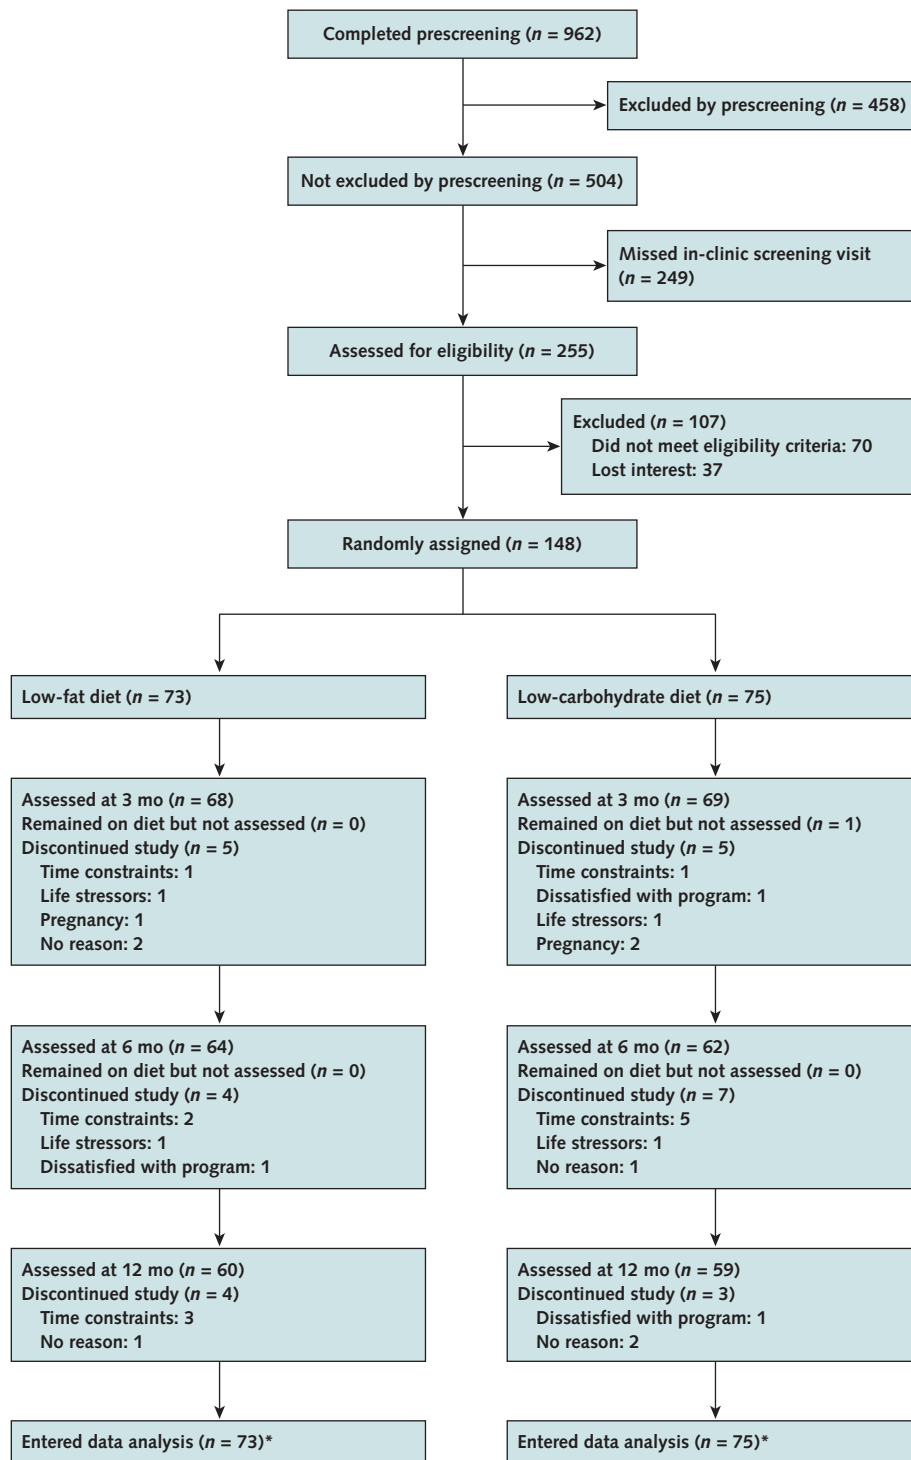 Completed prescreening (n = 962)
Excluded by prescreening (n = 458)
Not excluded by prescreening (n = 504)
Missed in-clinic screening visit
(n = 249)
Assessed for eligibility (n = 255)
Excluded (n = 107)
Did not meet eligibility criteria: 70
Lost interest: 37
Randomly assigned (n = 148)
Low-fat diet (n = 73)
Low-carbohydrate diet (n = 75)
Assessed at 3 mo (n = 68)
Remained on diet but not assessed (n = 0)
Discontinued study (n = 5)
Time constraints: 1
Life stressors: 1
Pregnancy: 1
No reason: 2
Assessed at 3 mo (n = 69)
Remained on diet but not assessed (n = 1)
Discontinued study (n = 5)
Time constraints: 1
Dissatisfied with program: 1
Life stressors: 1
Pregnancy: 2
Assessed at 6 mo (n = 64)
Remained on diet but not assessed (n = 0)
Discontinued study (n = 4)
Time constraints: 2
Life stressors: 1
Dissatisfied with program: 1
Assessed at 6 mo (n = 62)
Remained on diet but not assessed (n = 0)
Discontinued study (n = 7)
Time constraints: 5
Life stressors: 1
No reason: 1
Assessed at 12 mo (n = 60)
Discontinued study (n = 4)
Time constraints: 3
No reason: 1
Assessed at 12 mo (n = 59)
Discontinued study (n = 3)
Dissatisfied with program: 1
No reason: 2
Entered data analysis (n = 73)*
Entered data analysis (n = 75)*